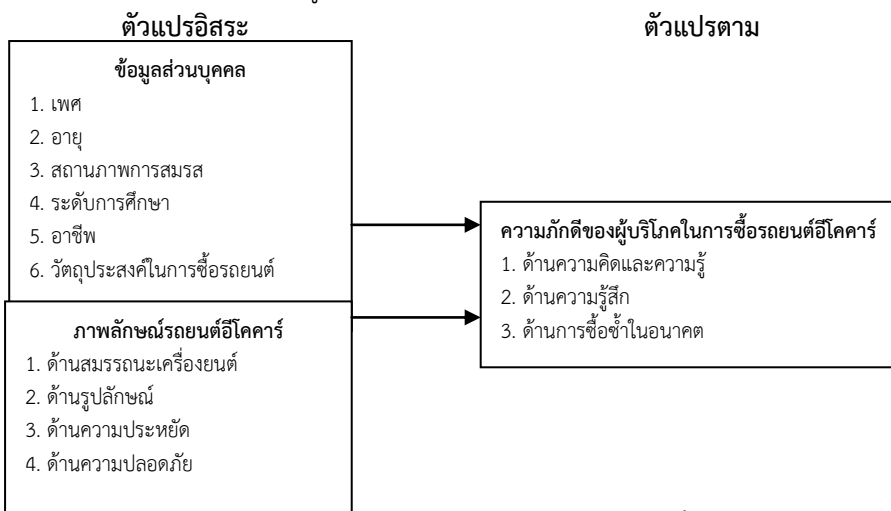 ตัวแปรอิสระ
ตัวแปรตาม
ข้อมูลส่วนบุคคล
1. เพศ
2. อายุ
3. สถานภาพการสมรส
4. ระดับการศึกษา
5. อาชีพ
6. วัตถุประสงค์ในการซื้อรถยนต์
ภาพลักษณ์รถยนต์อีโคคาร์
1. ด้านสมรรถนะเครื่องยนต์
2. ด้านรูปลักษณ์
3. ด้านความประหยัด
4. ด้านความปลอดภัย
ความภักดีของผู้บริโภคในการซื้อรถยนต์อีโคคาร์
1. ด้านความคิดและความรู้
2. ด้านความรู้สึก
3. ด้านการซื้อซ้ำในอนาคต